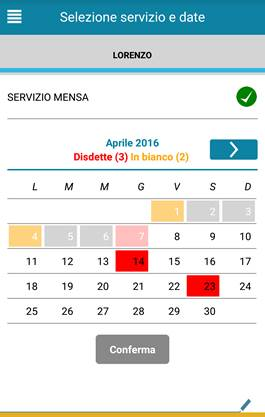 Selezione servizio e date
LORENZO
SERVIZIO MENSA
Aprile 2016
Disdette (3) In bianco (2)
L M M G V S D
1 2 3
4 5 6 7 8 9 10
11 12 13 14 15 16 17
18 19 20 21 22 23 24
25 26 27 28 29 30
Conferma